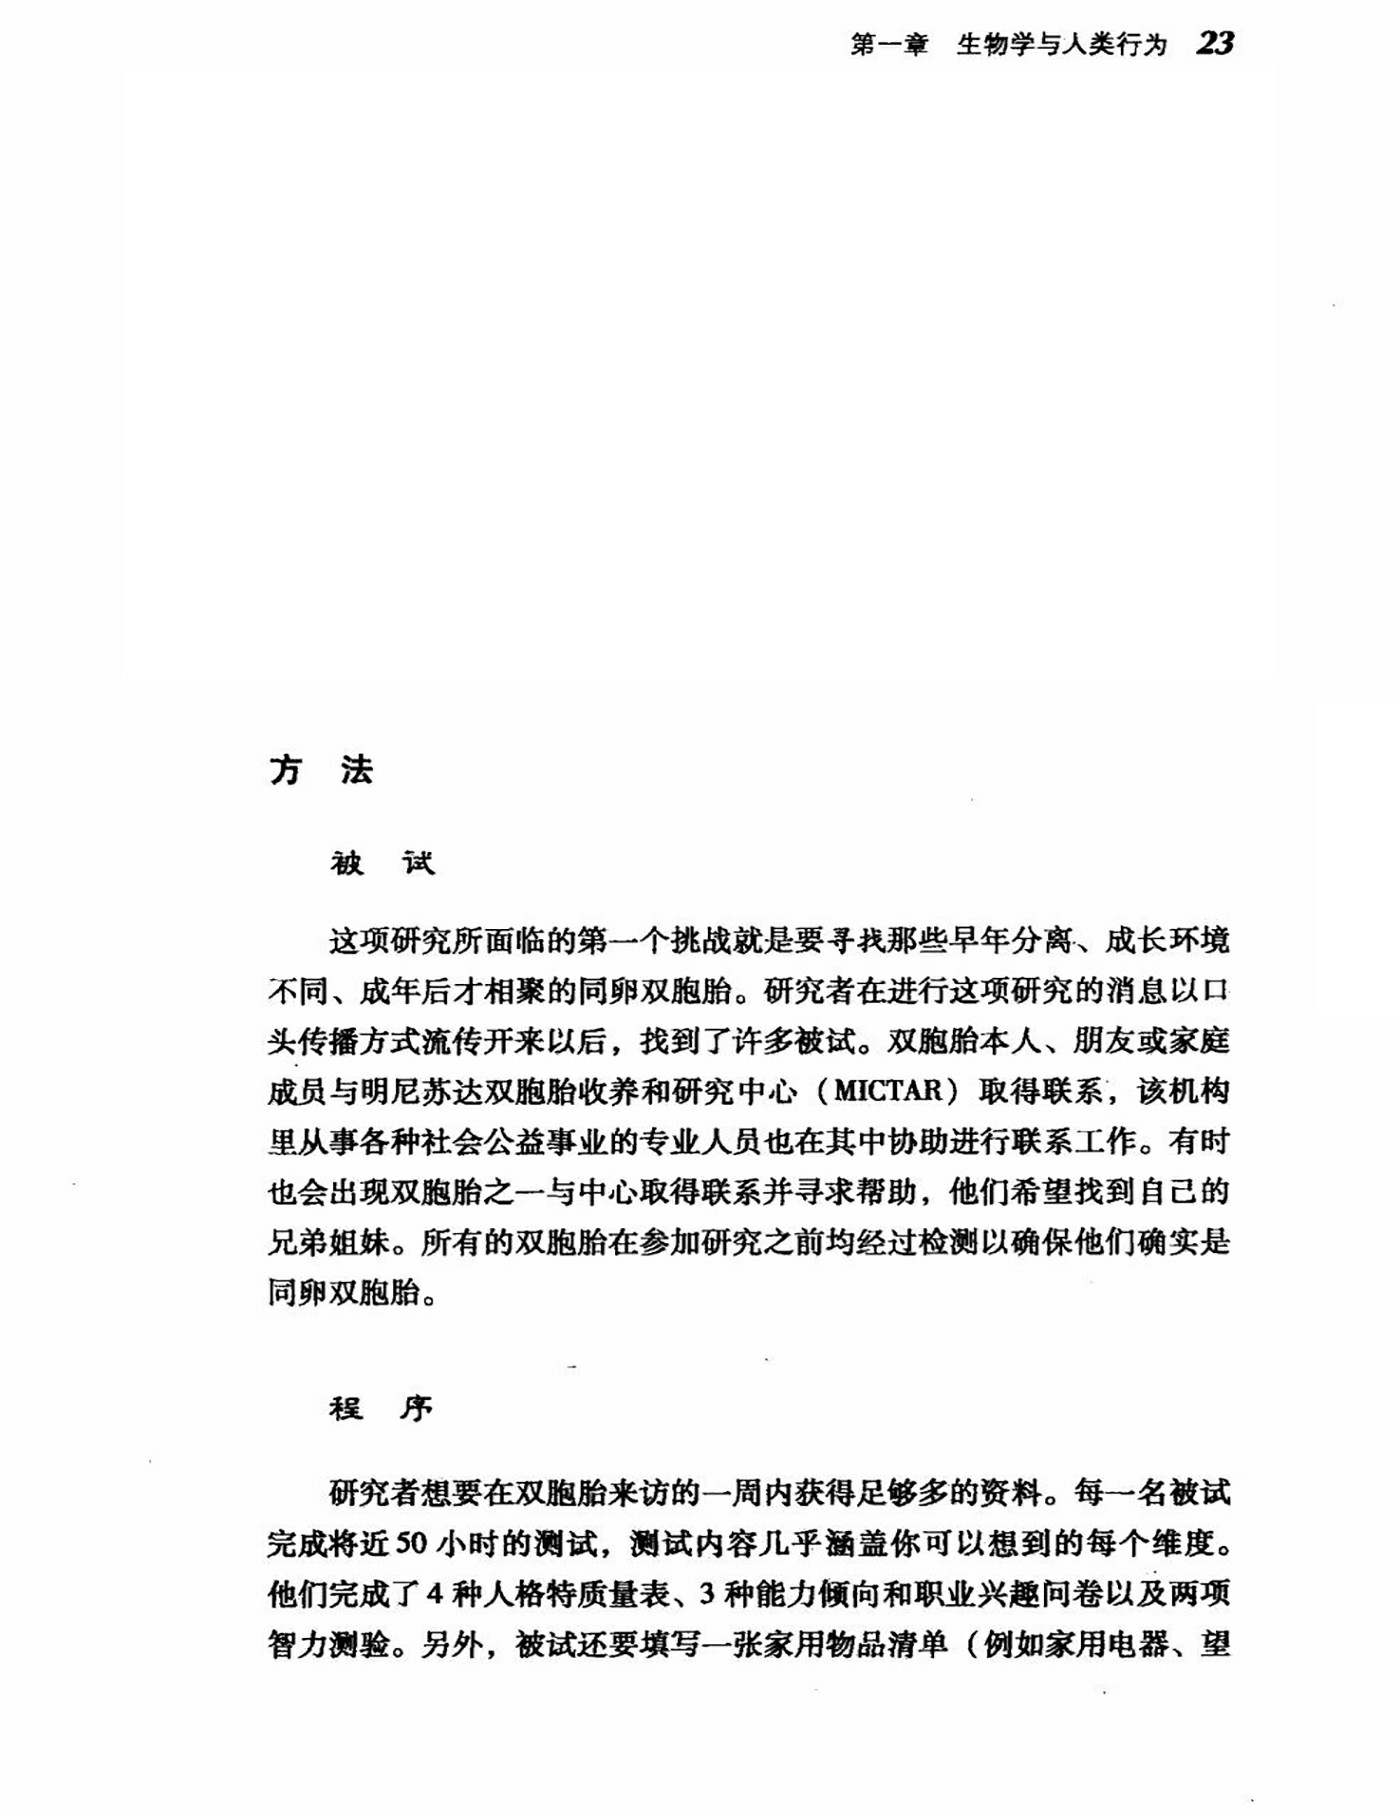 第一章 生物学与人类行为 23
方 法
被 试
这项研究所面临的第一个挑战就是要寻找那些早年分离、成长环境
不同、成年后才相聚的同卵双胞胎。研究者在进行这项研究的消息以口
头传播方式流传开来以后，找到了许多被试。双胞胎本人、朋友或家庭
成员与明尼苏达双胞胎收养和研究中心（MICTAR）取得联系，该机构
里从事各种社会公益事业的专业人员也在其中协助进行联系工作。有时
也会出现双胞胎之一与中心取得联系并寻求帮助，他们希望找到自己的
兄弟姐妹。所有的双胞胎在参加研究之前均经过检测以确保他们确实是
同卵双胞胎。
程 序
研究者想要在双胞胎来访的一周内获得足够多的资料。每一名被试
完成将近50小时的测试，测试内容几乎涵盖你可以想到的每个维度。
他们完成了4种人格特质量表、3种能力倾向和职业兴趣问卷以及两项
智力测验。另外，被试还要填写一张家用物品清单（例如家用电器、望